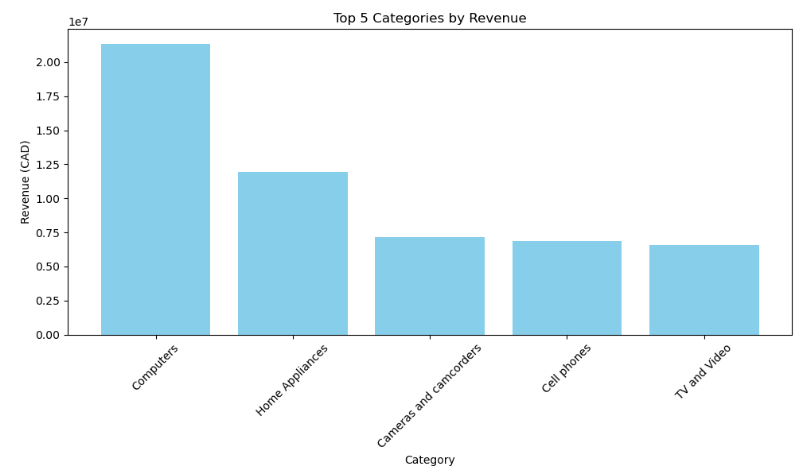 Top 5 Categories by Revenue
1e7
2.00
1.75
1.50
1.25
1.00
0.75
0.50
0.25
0.00
Revenue (CAD)
Computers
Home Appliances
Cameras and camcorders
Cell phones
TV and Video
Category